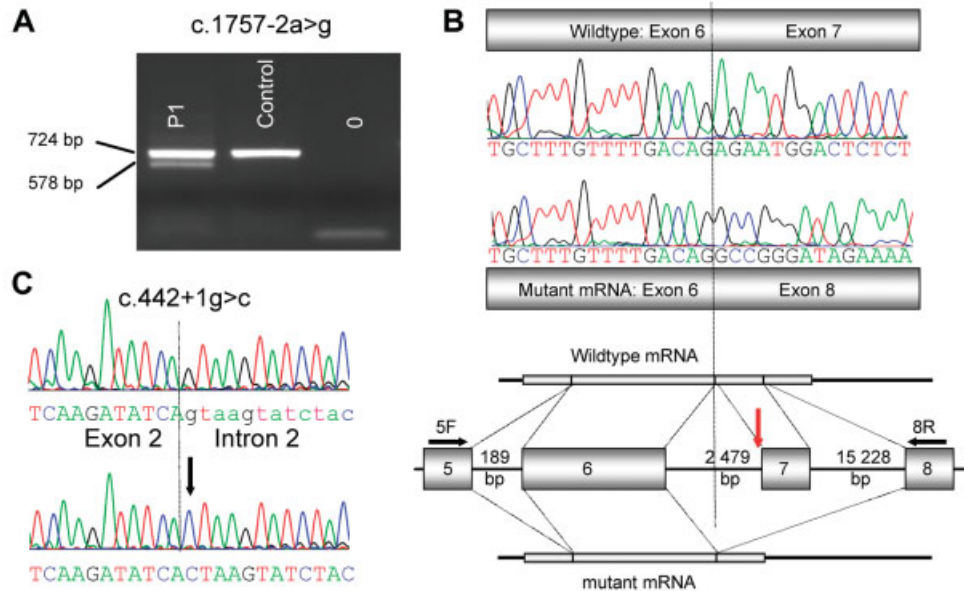 A
c.1757-2a>g
P1
Control
0
724 bp
578 bp
B
Wildtype: Exon 6 Exon 7
TGCTTTGTTTTGACAGAGAATGGACTCTCT
TGCTTTGTTTTGACAGGCCGGGATAGAAAA
Mutant mRNA: Exon 6 Exon 8
Wildtype mRNA
5F
8R
5
189 bp
6
2 479 bp
7
15 228 bp
8
mutant mRNA
C
c.442+1g>c
TCAAGATATCAgtaagtatctac
Exon 2 Intron 2
TCAAGATATCACTAAGTATCTAC